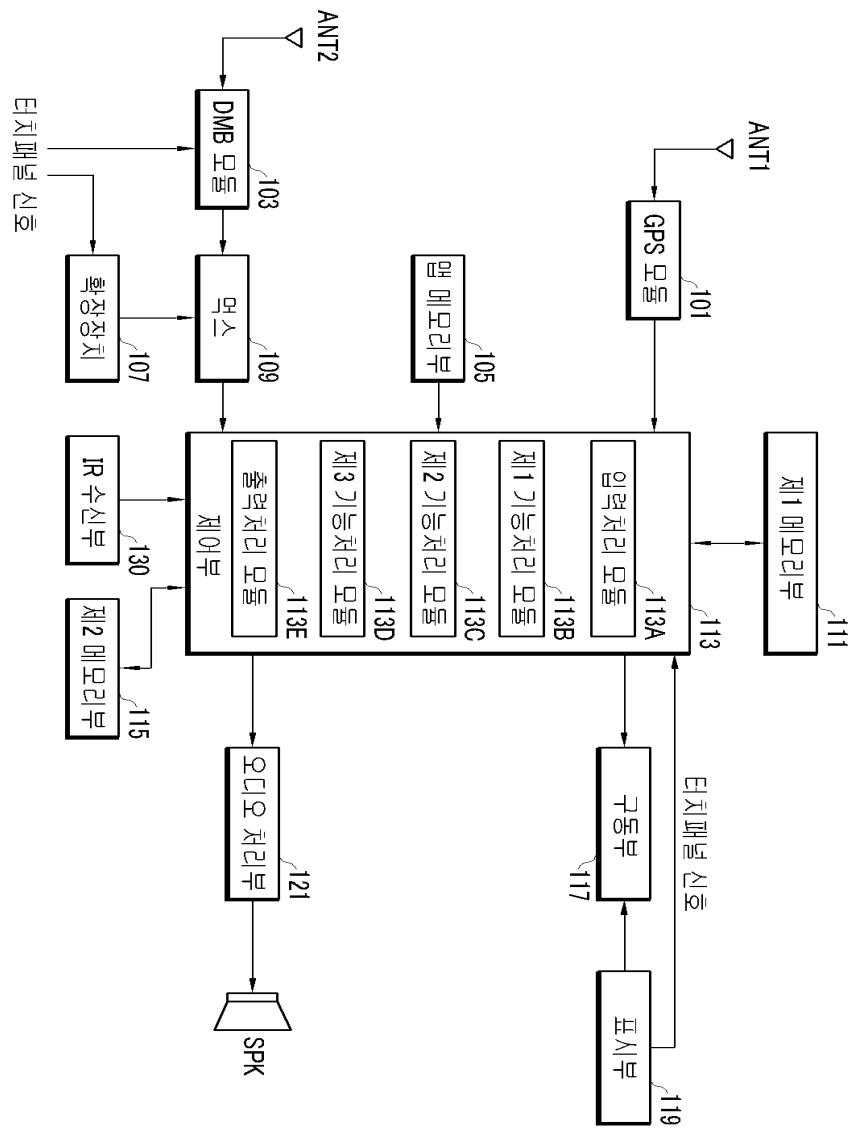 111
제1 메모리부
ANT1
101
GPS 모듈
113
터치패널 신호
113A
입력처리 모듈
117
구동부
119
표시부
113B
제1 기능처리 모듈
105
맵 메모리부
113C
제2 기능처리 모듈
113D
제3 기능처리 모듈
ANT2
103
DMB 모듈
109
먹스
113E
출력처리 모듈
제어부
121
오디오 처리부
SPK
터치패널 신호
107
확장장치
130
IR 수신부
115
제2 메모리부